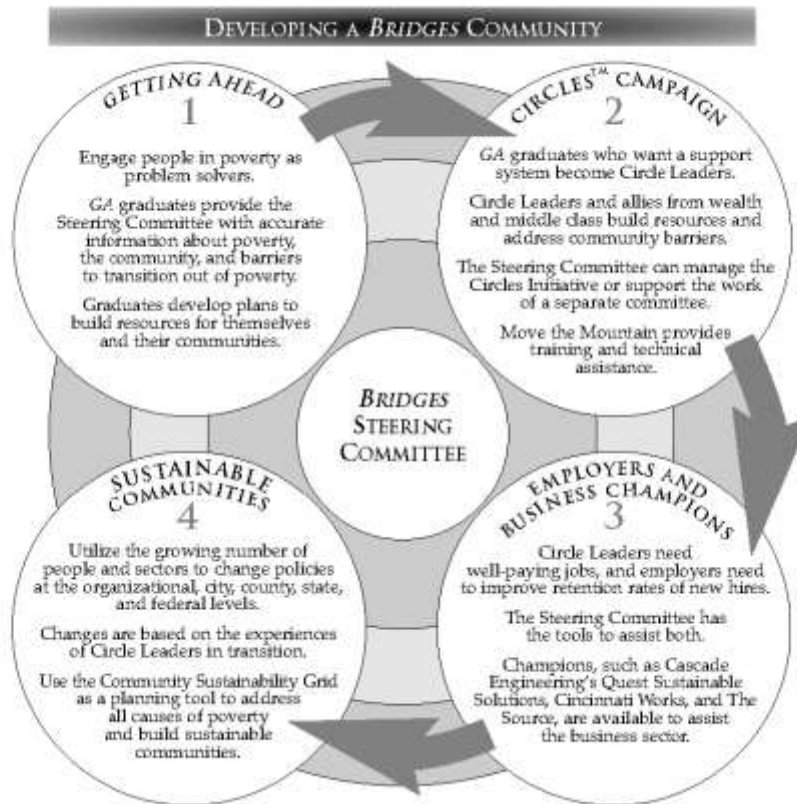 DEVELOPING A BRIDGES COMMUNITY
GETTING AHEAD
1
Engage people in poverty as
problem solvers.
GA graduates provide the
Steering Committee with accurate
information about poverty,
the community, and barriers
to transition out of poverty.
Graduates develop plans to
build resources for themselves
and their communities.
CIRCLES™ CAMPAIGN
2
GA graduates who want a support
system become Circle Leaders.
Circle Leaders and allies from wealth
and middle class build resources and
address community barriers.
The Steering Committee can manage the
Circles Initiative or support the work
of a separate committee.
Move the Mountain provides
training and technical
assistance.
BRIDGES
STEERING
COMMITTEE
EMPLOYERS AND
BUSINESS CHAMPIONS
3
Circle Leaders need
well-paying jobs, and employers need
to improve retention rates of new hires.
The Steering Committee has
the tools to assist both.
Champions, such as Cascade
Engineering's Quest Sustainable
Solutions, Cincinnati Works, and The
Source, are available to assist
the business sector.
SUSTAINABLE
COMMUNITIES
4
Utilize the growing number of
people and sectors to change policies
at the organizational, city, county, state,
and federal levels.
Changes are based on the experiences
of Circle Leaders in transition.
Use the Community Sustainability Grid
as a planning tool to address
all causes of poverty
and build sustainable
communities.